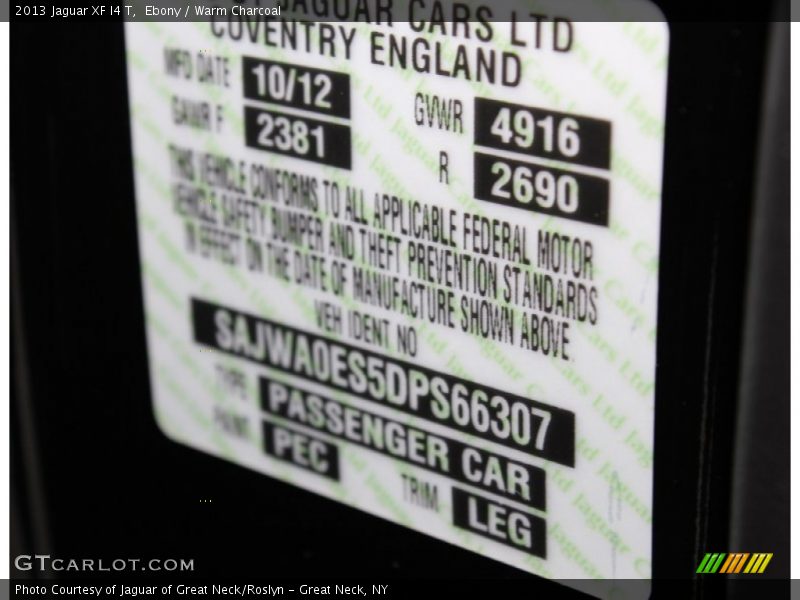 2013 Jaguar XF I4 T,  Ebony / Warm Charcoal
JAGUAR CARS LTD
COVENTRY ENGLAND
MFD DATE 10/12 GVWR 4916
GAWR F 2381 R 2690
THIS VEHICLE CONFORMS TO ALL APPLICABLE FEDERAL MOTOR
VEHICLE SAFETY BUMPER AND THEFT PREVENTION STANDARDS
IN EFFECT ON THE DATE OF MANUFACTURE SHOWN ABOVE
VEH IDENT NO
SAJWA0ES5DPS66307
TYPE PASSENGER CAR
PAINT PEC TRIM LEG
GTCARLOT.COM
Photo Courtesy of Jaguar of Great Neck/Roslyn - Great Neck, NY